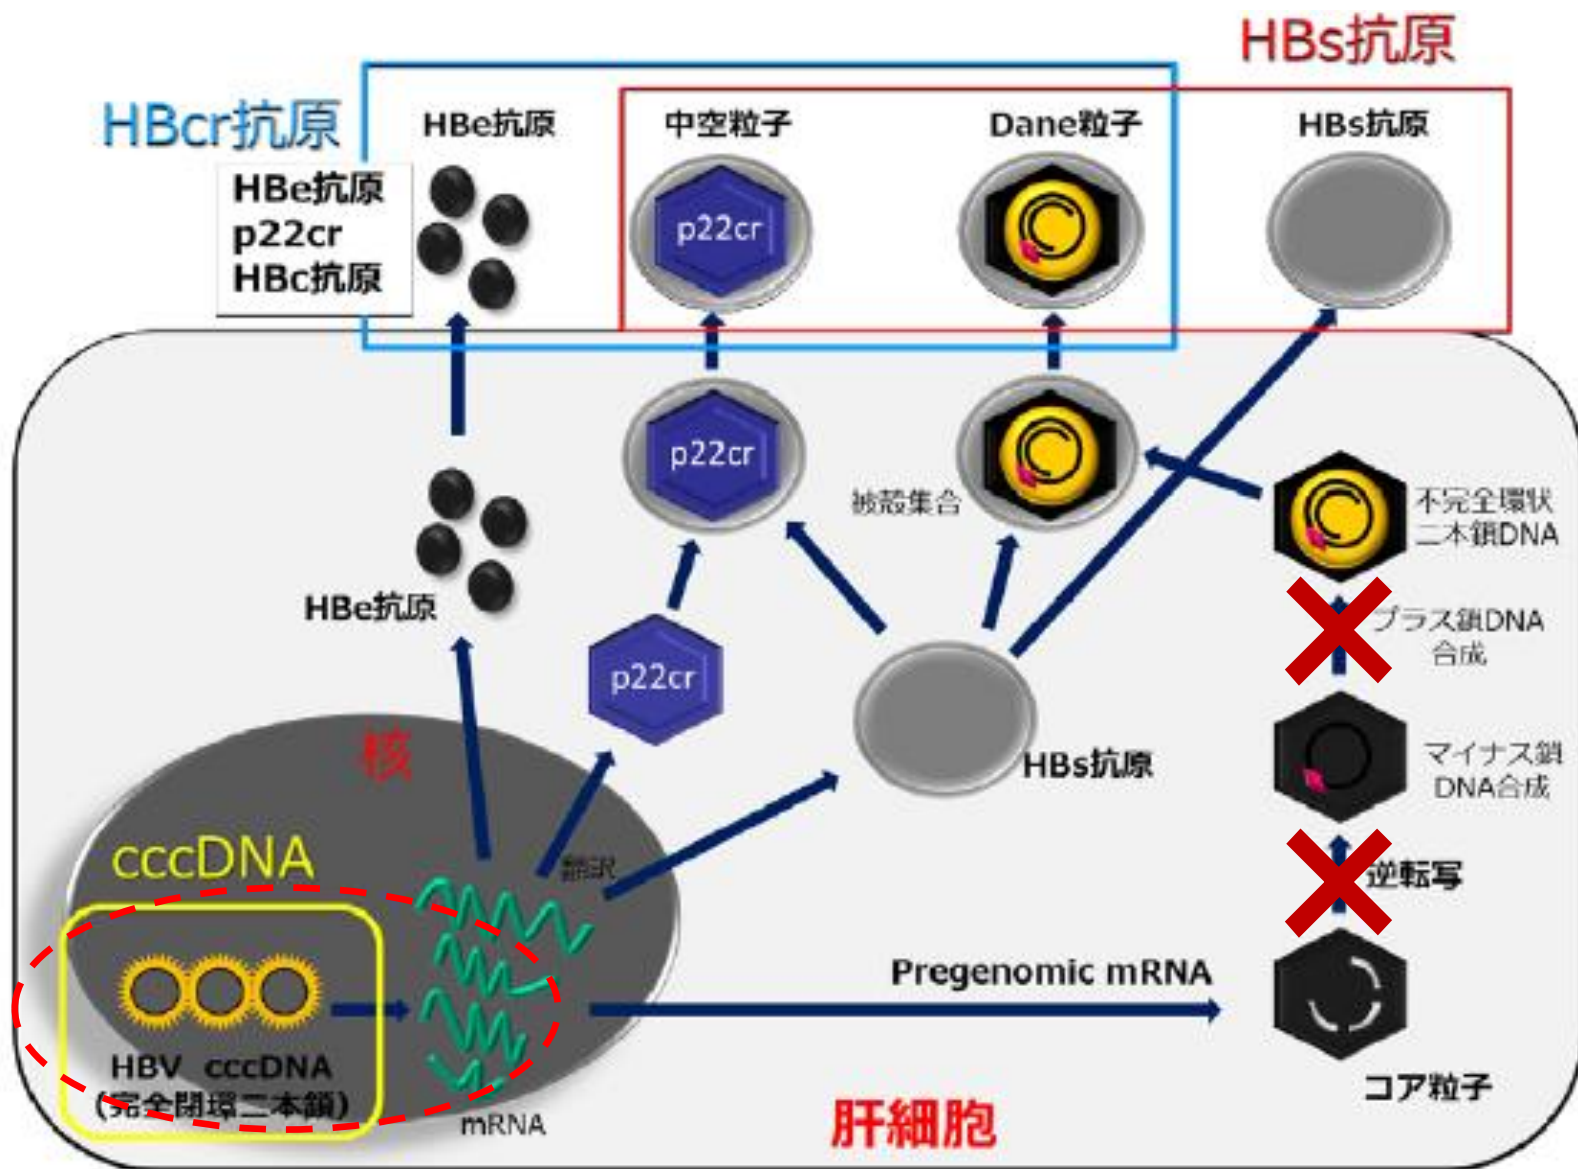 HBs抗原
HBcr抗原
HBe抗原
中空粒子
Dane粒子
HBs抗原
HBe抗原
p22cr
HBc抗原
p22cr
p22cr
被殻集合
不完全環状
二本鎖DNA
HBe抗原
プラス鎖DNA
合成
p22cr
核
HBs抗原
マイナス鎖
DNA合成
cccDNA
翻訳
逆転写
Pregenomic mRNA
HBV cccDNA
(完全閉環二本鎖)
mRNA
コア粒子
肝細胞